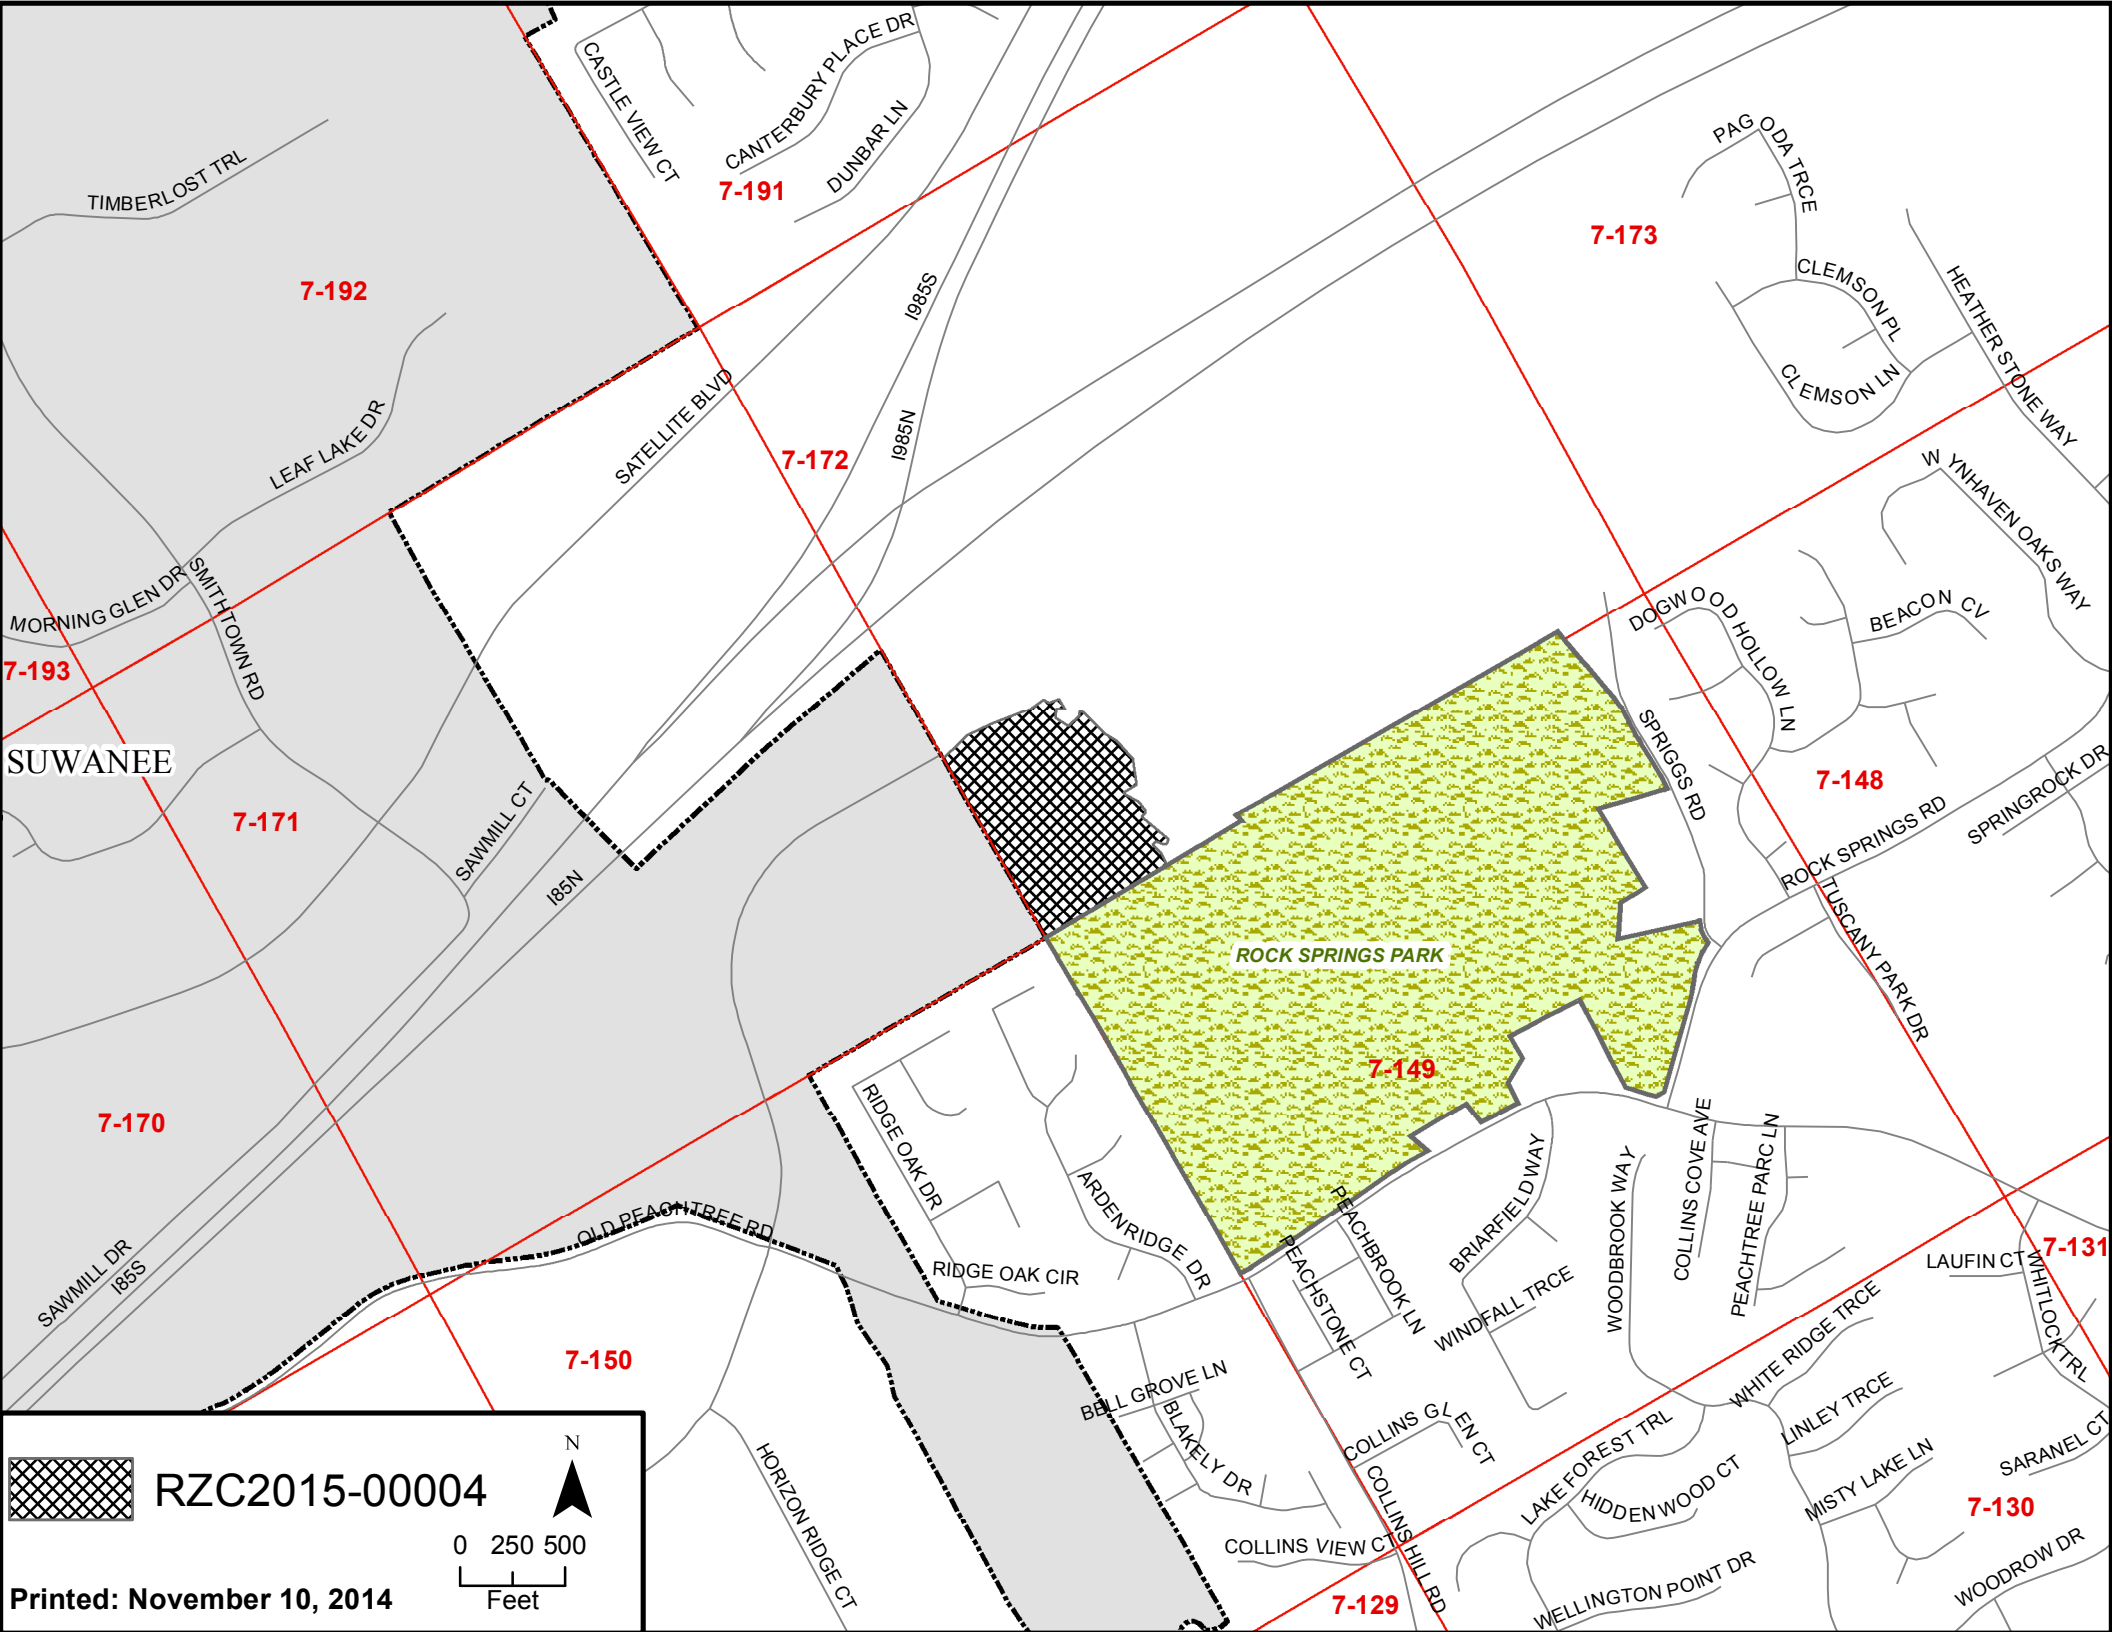 CASTLE VIEW CT
CANTERBURY PLACE DR
DUNBAR LN
7-191
TIMBERLOST TRL
7-192
PAGODA TRCE
7-173
CLEMSON PL
HEATHER STONE WAY
CLEMSON LN
I985S
I985N
SATELLITE BLVD
7-172
LEAF LAKE DR
WYNHAVEN OAKS WAY
MORNING GLEN DR
SMITHTOWN RD
7-193
DOGWOOD HOLLOW LN
BEACON CV
SUWANEE
SPRIGGS RD
7-148
SPRINGROCK DR
ROCK SPRINGS RD
7-171
SAWMILL CT
I85N
TUSCANY PARK DR
ROCK SPRINGS PARK
7-149
7-170
RIDGE OAK DR
ARDENRIDGE DR
OLD PEACHTREE RD
RIDGE OAK CIR
PEACHBROOK LN
PEACHSTONE CT
BRIARFIELD WAY
WOODBROOK WAY
COLLINS COVE AVE
PEACHTREE PARC LN
LAUFIN CT
7-131
WHITLOCK TRL
SAWMILL DR
I85S
WINDFALL TRCE
WHITE RIDGE TRCE
7-150
BELL GROVE LN
BLAKELY DR
COLLINS GLEN CT
LAKE FOREST TRL
LINLEY TRCE
HIDDEN WOOD CT
MISTY LAKE LN
SARANEL CT
7-130
HORIZON RIDGE CT
COLLINS VIEW CT
COLLINS HILL RD
WELLINGTON POINT DR
WOODROW DR
7-129
RZC2015-00004
N
0 250 500
Feet
Printed: November 10, 2014